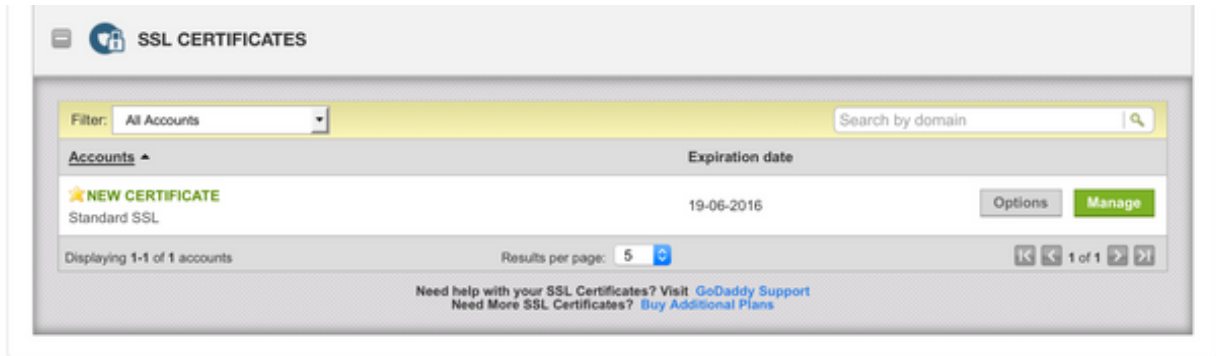 SSL CERTIFICATES
Filter: All Accounts Search by domain
Accounts Expiration date
NEW CERTIFICATE
Standard SSL 19-06-2016 Options Manage
Displaying 1-1 of 1 accounts Results per page: 5 1 of 1
Need help with your SSL Certificates? Visit GoDaddy Support
Need More SSL Certificates? Buy Additional Plans